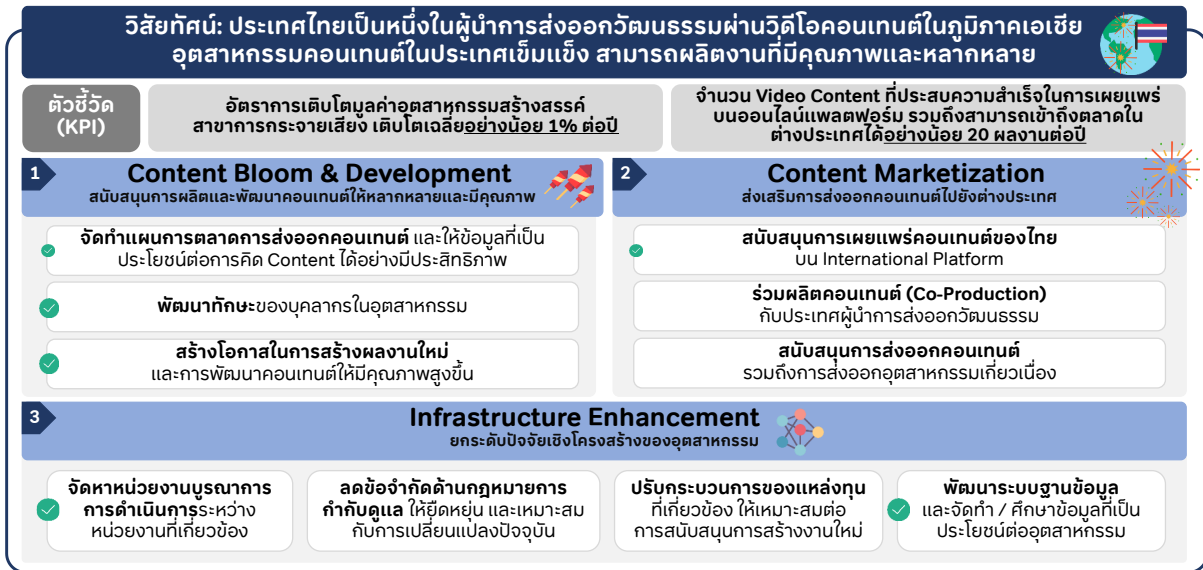 วิสัยทัศน์: ประเทศไทยเป็นหนึ่งในผู้นำการส่งออกวัฒนธรรมผ่านวิดีโอคอนเทนต์ในภูมิภาคเอเชีย
อุตสาหกรรมคอนเทนต์ในประเทศเข็มแข็ง สามารถผลิตงานที่มีคุณภาพและหลากหลาย
ตัวชี้วัด
(KPI)
อัตราการเติบโตมูลค่าอุตสาหกรรมสร้างสรรค์
สาขาการกระจายเสียง เติบโตเฉลี่ยอย่างน้อย 1% ต่อปี
จำนวน Video Content ที่ประสบความสำเร็จในการเผยแพร่
บนออนไลน์แพลตฟอร์ม รวมถึงสามารถเข้าถึงตลาดใน
ต่างประเทศได้อย่างน้อย 20 ผลงานต่อปี
1
Content Bloom & Development
สนับสนุนการผลิตและพัฒนาคอนเทนต์ให้หลากหลายและมีคุณภาพ
จัดทำแผนการตลาดการส่งออกคอนเทนต์ และให้ข้อมูลที่เป็น
ประโยชน์ต่อการคิด Content ได้อย่างมีประสิทธิภาพ
พัฒนาทักษะของบุคลากรในอุตสาหกรรม
สร้างโอกาสในการสร้างผลงานใหม่
และการพัฒนาคอนเทนต์ให้มีคุณภาพสูงขึ้น
2
Content Marketization
ส่งเสริมการส่งออกคอนเทนต์ไปยังต่างประเทศ
สนับสนุนการเผยแพร่คอนเทนต์ของไทย
บน International Platform
ร่วมผลิตคอนเทนต์ (Co-Production)
กับประเทศผู้นำการส่งออกวัฒนธรรม
สนับสนุนการส่งออกคอนเทนต์
รวมถึงการส่งออกอุตสาหกรรมเกี่ยวเนื่อง
3
Infrastructure Enhancement
ยกระดับปัจจัยเชิงโครงสร้างของอุตสาหกรรม
จัดหาหน่วยงานบูรณาการ
การดำเนินการระหว่าง
หน่วยงานที่เกี่ยวข้อง
ลดข้อจำกัดด้านกฎหมายการ
กำกับดูแล ให้ยืดหยุ่น และเหมาะสม
กับการเปลี่ยนแปลงปัจจุบัน
ปรับกระบวนการของแหล่งทุน
ที่เกี่ยวข้อง ให้เหมาะสมต่อ
การสนับสนุนการสร้างงานใหม่
พัฒนาระบบฐานข้อมูล
และจัดทำ / ศึกษาข้อมูลที่เป็น
ประโยชน์ต่ออุตสาหกรรม